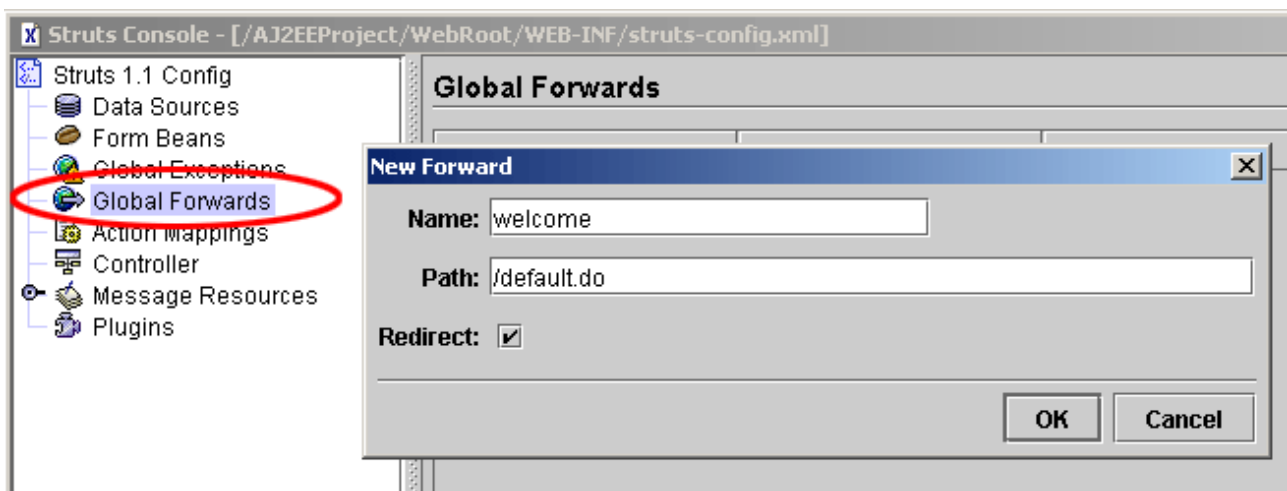 Struts Console - [/AJ2EEProject/WebRoot/WEB-INF/struts-config.xml]
Struts 1.1 Config
Data Sources
Form Beans
Global Exceptions
Global Forwards
Action Mappings
Controller
Message Resources
Plugins
Global Forwards
New Forward
Name: welcome
Path: /default.do
Redirect:
OK Cancel